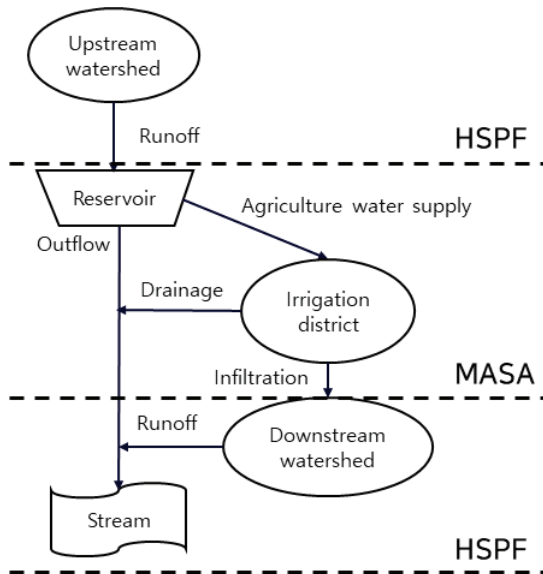 Upstream
watershed
Runoff
HSPF
Reservoir
Agriculture water supply
Outflow
Drainage
Irrigation
district
Infiltration
MASA
Runoff
Downstream
watershed
Stream
HSPF